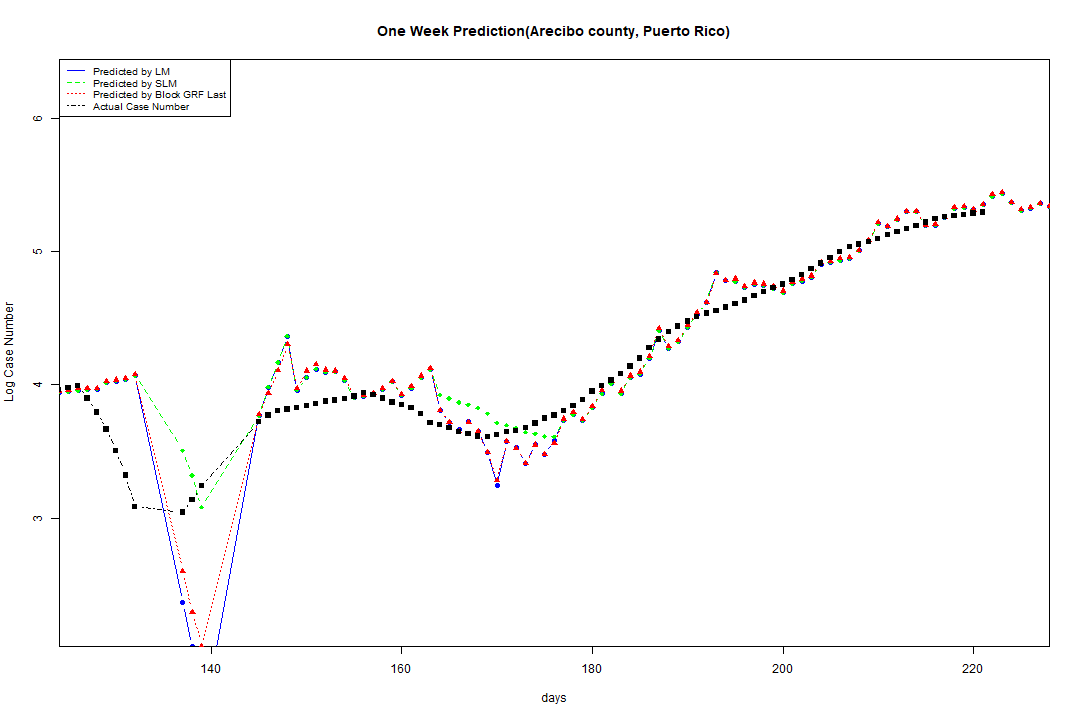 One Week Prediction(Arecibo county, Puerto Rico)
Predicted by LM
Predicted by SLM
Predicted by Block GRF Last
Actual Case Number
6
5
4
3
Log Case Number
140 160 180 200 220
days